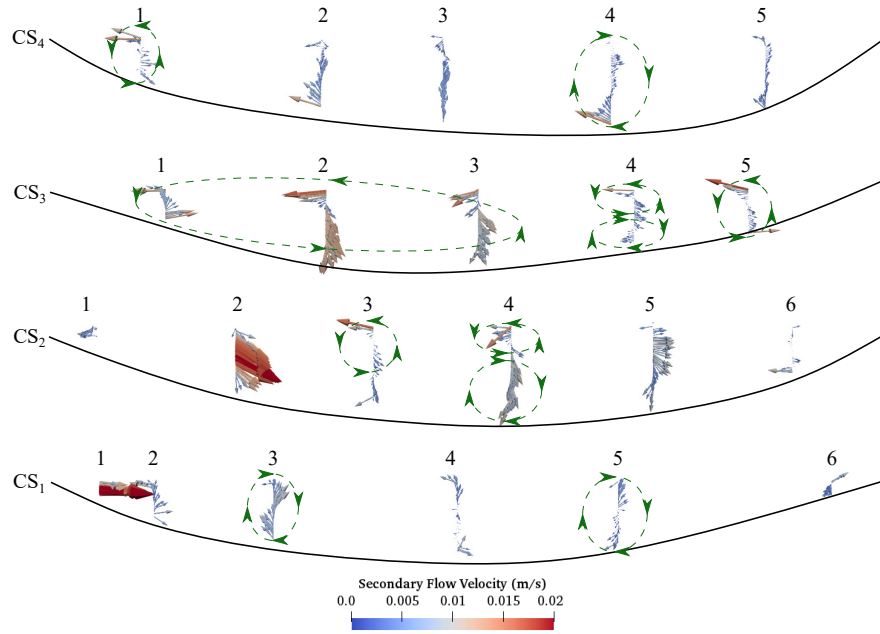 1 2 3 4 5
CS4
1 2 3 4 5
CS3
1 2 3 4 5 6
CS2
1 2 3 4 5 6
CS1
Secondary Flow Velocity (m/s)
0.0 0.005 0.01 0.015 0.02